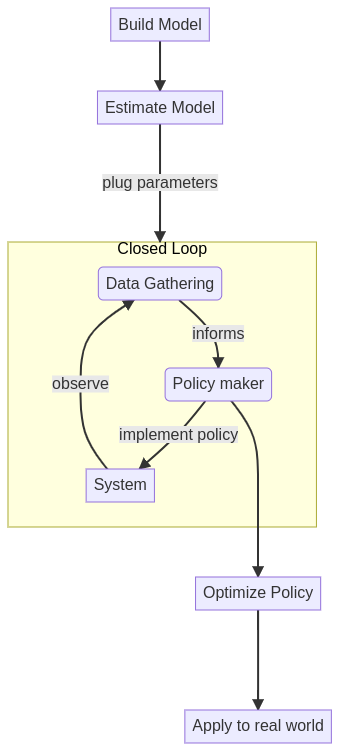 Build Model
Estimate Model
plug parameters
Closed Loop
Data Gathering
informs
observe
Policy maker
implement policy
System
Optimize Policy
Apply to real world